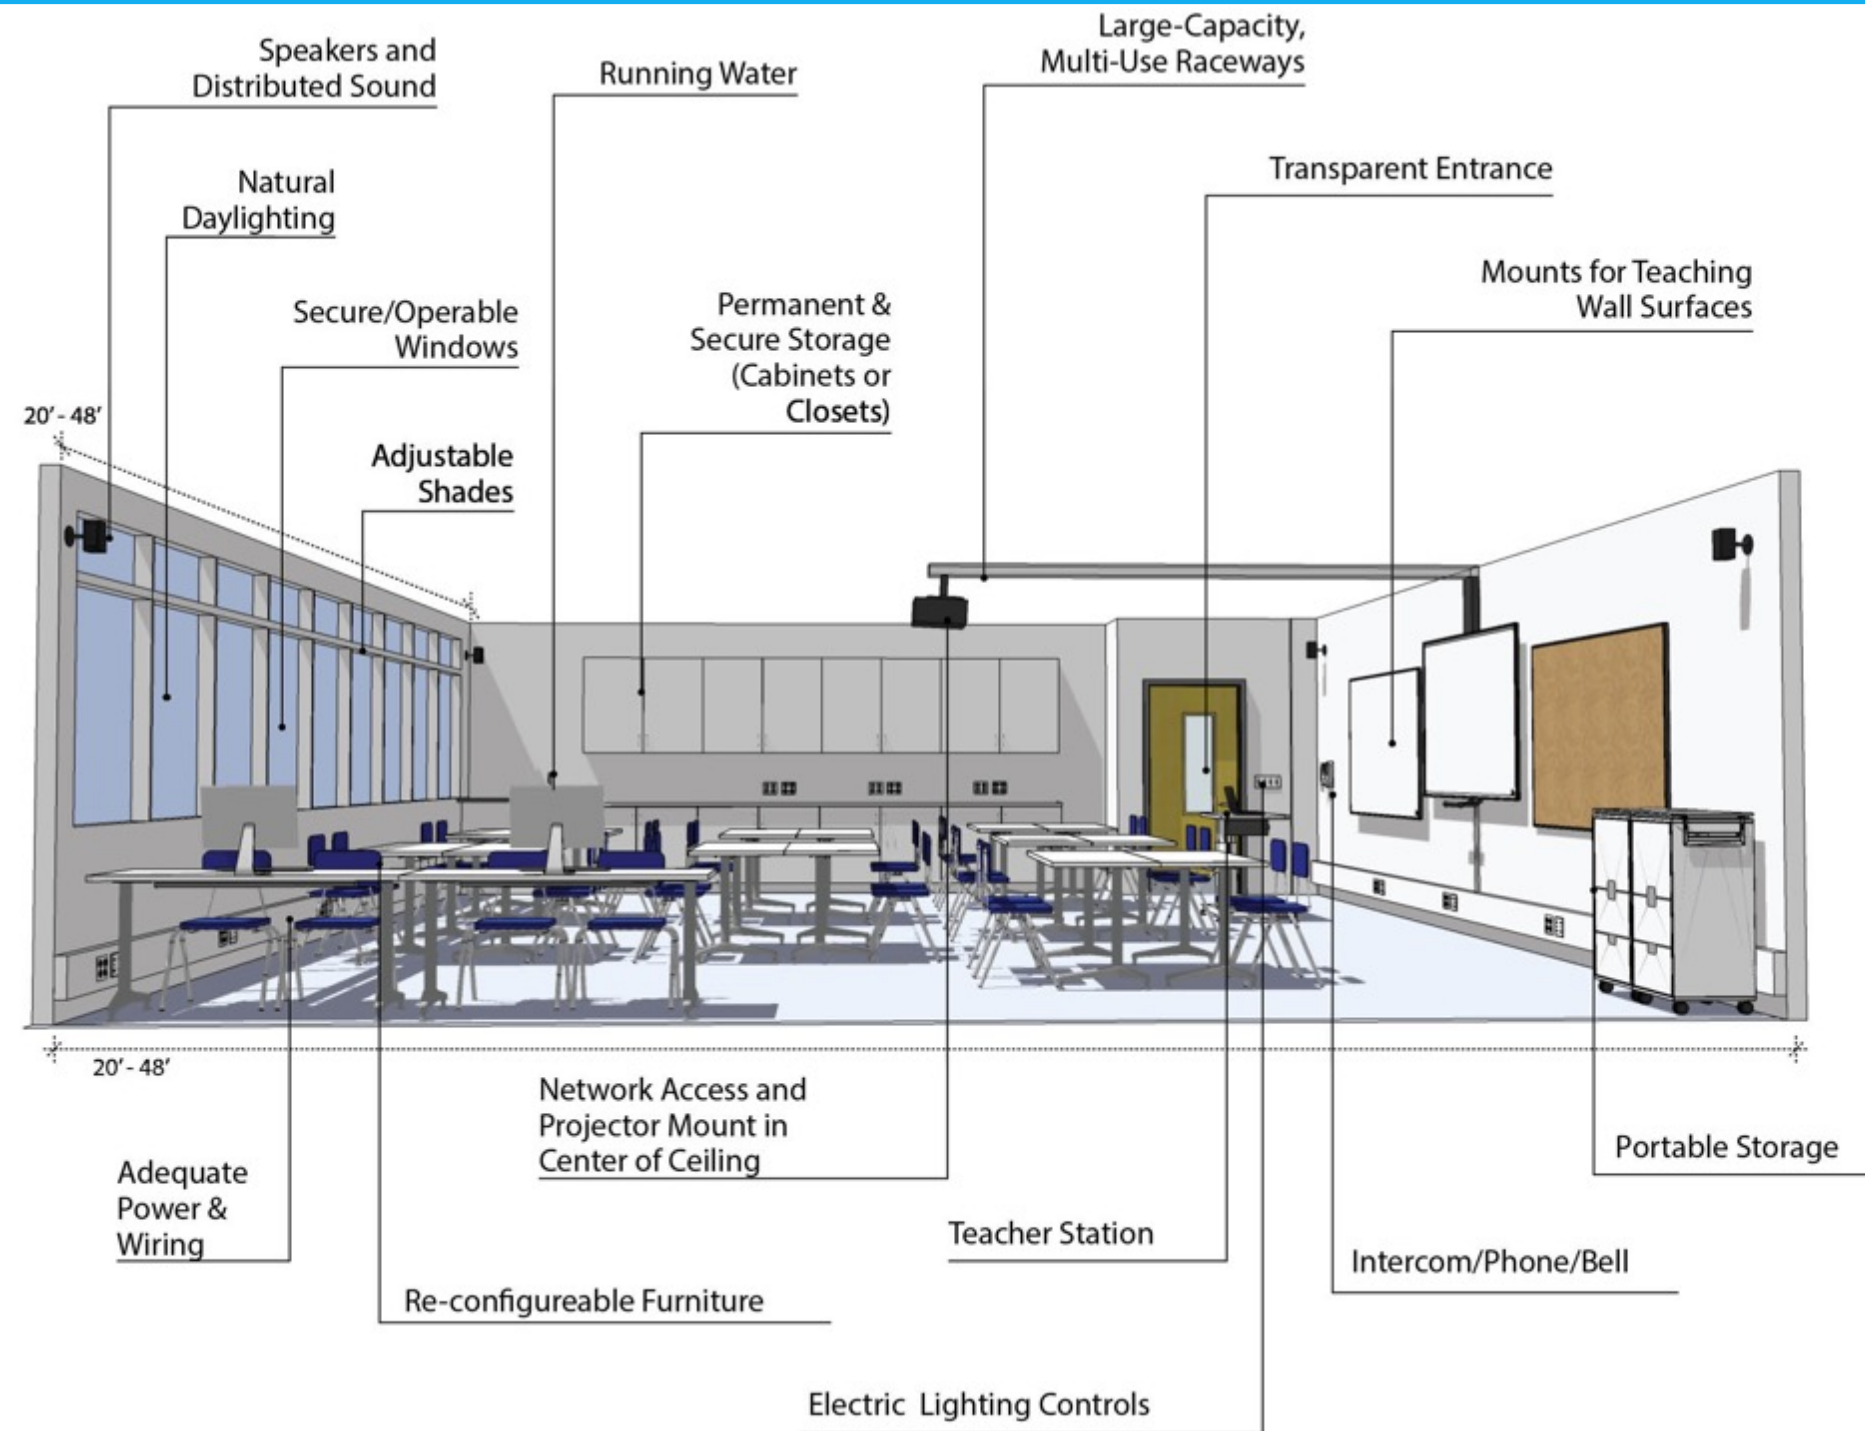 Speakers and
Distributed Sound
Running Water
Large-Capacity,
Multi-Use Raceways
Natural
Daylighting
Transparent Entrance
Secure/Operable
Windows
Permanent &
Secure Storage
(Cabinets or
Closets)
Mounts for Teaching
Wall Surfaces
20' - 48'
Adjustable
Shades
20' - 48'
Network Access and
Projector Mount in
Center of Ceiling
Adequate
Power &
Wiring
Portable Storage
Teacher Station
Intercom/Phone/Bell
Re-configureable Furniture
Electric Lighting Controls